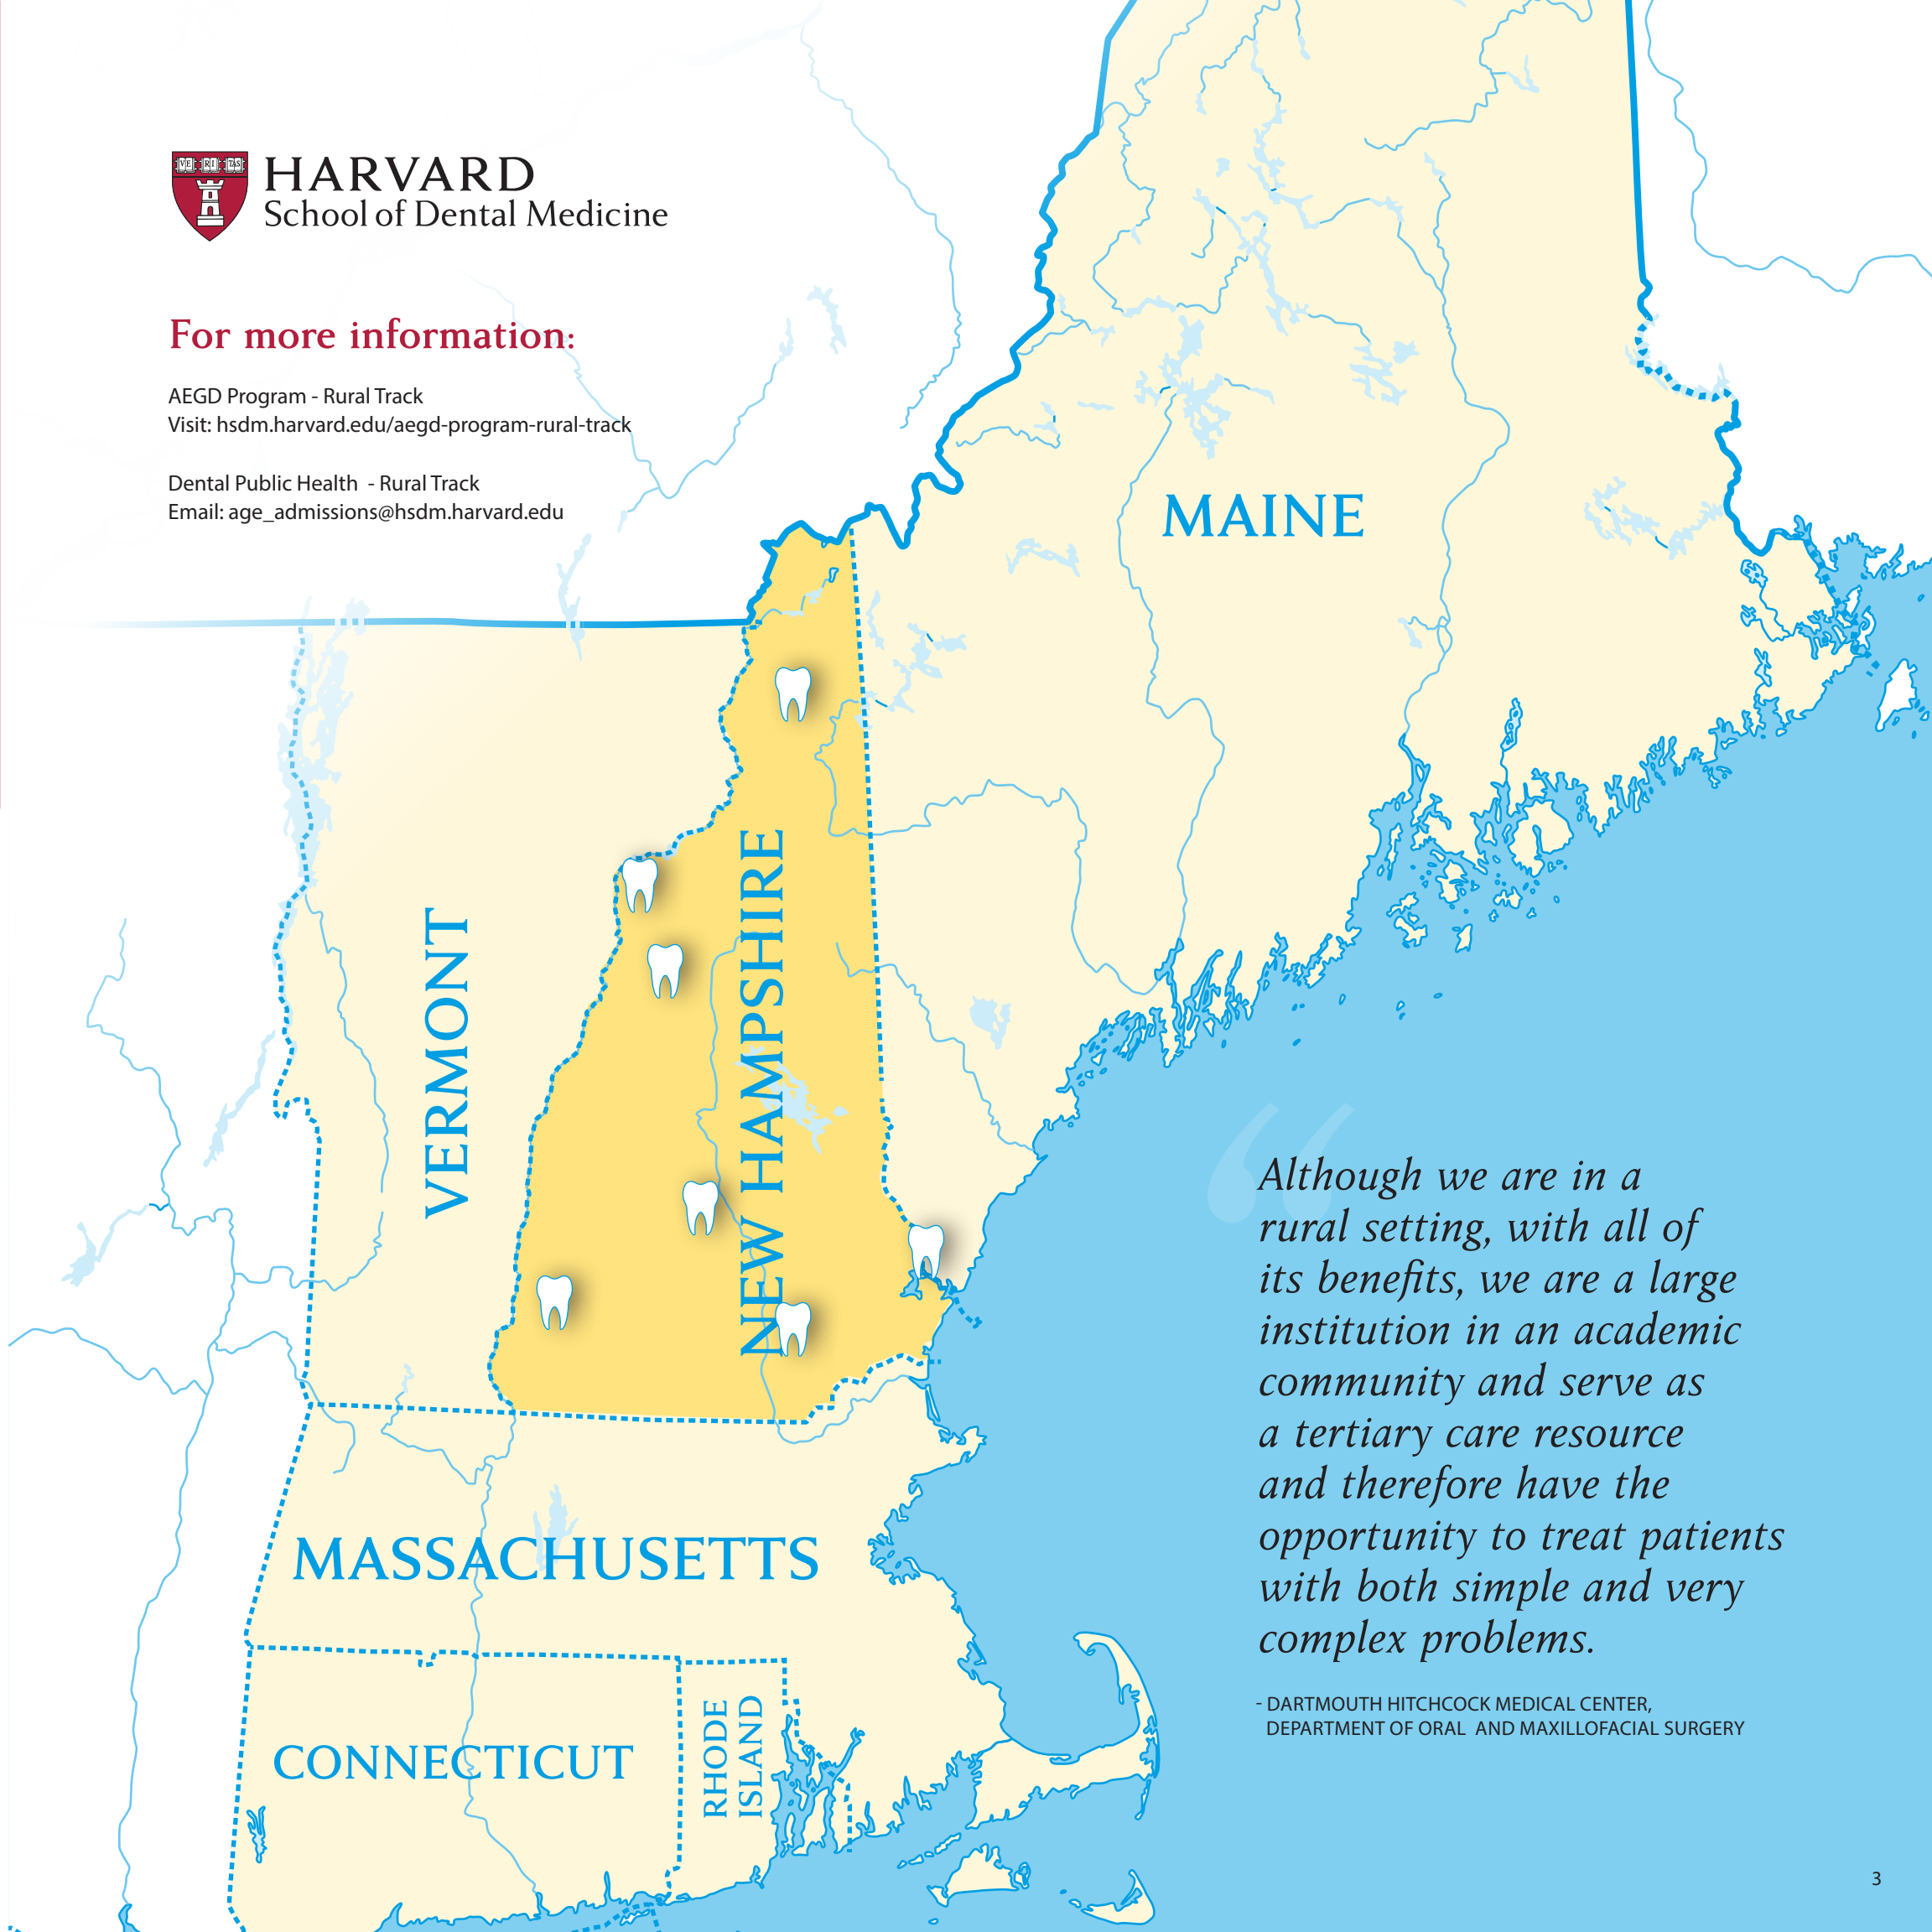 VE RI TAS
HARVARD
School of Dental Medicine
For more information:
AEGD Program - Rural Track
Visit: hsdm.harvard.edu/aegd-program-rural-track
Dental Public Health - Rural Track
Email: age_admissions@hsdm.harvard.edu
MAINE
VERMONT
NEW HAMPSHIRE
MASSACHUSETTS
CONNECTICUT
RHODE
ISLAND
“
Although we are in a
rural setting, with all of
its benefits, we are a large
institution in an academic
community and serve as
a tertiary care resource
and therefore have the
opportunity to treat patients
with both simple and very
complex problems.
- DARTMOUTH HITCHCOCK MEDICAL CENTER,
DEPARTMENT OF ORAL AND MAXILLOFACIAL SURGERY
3